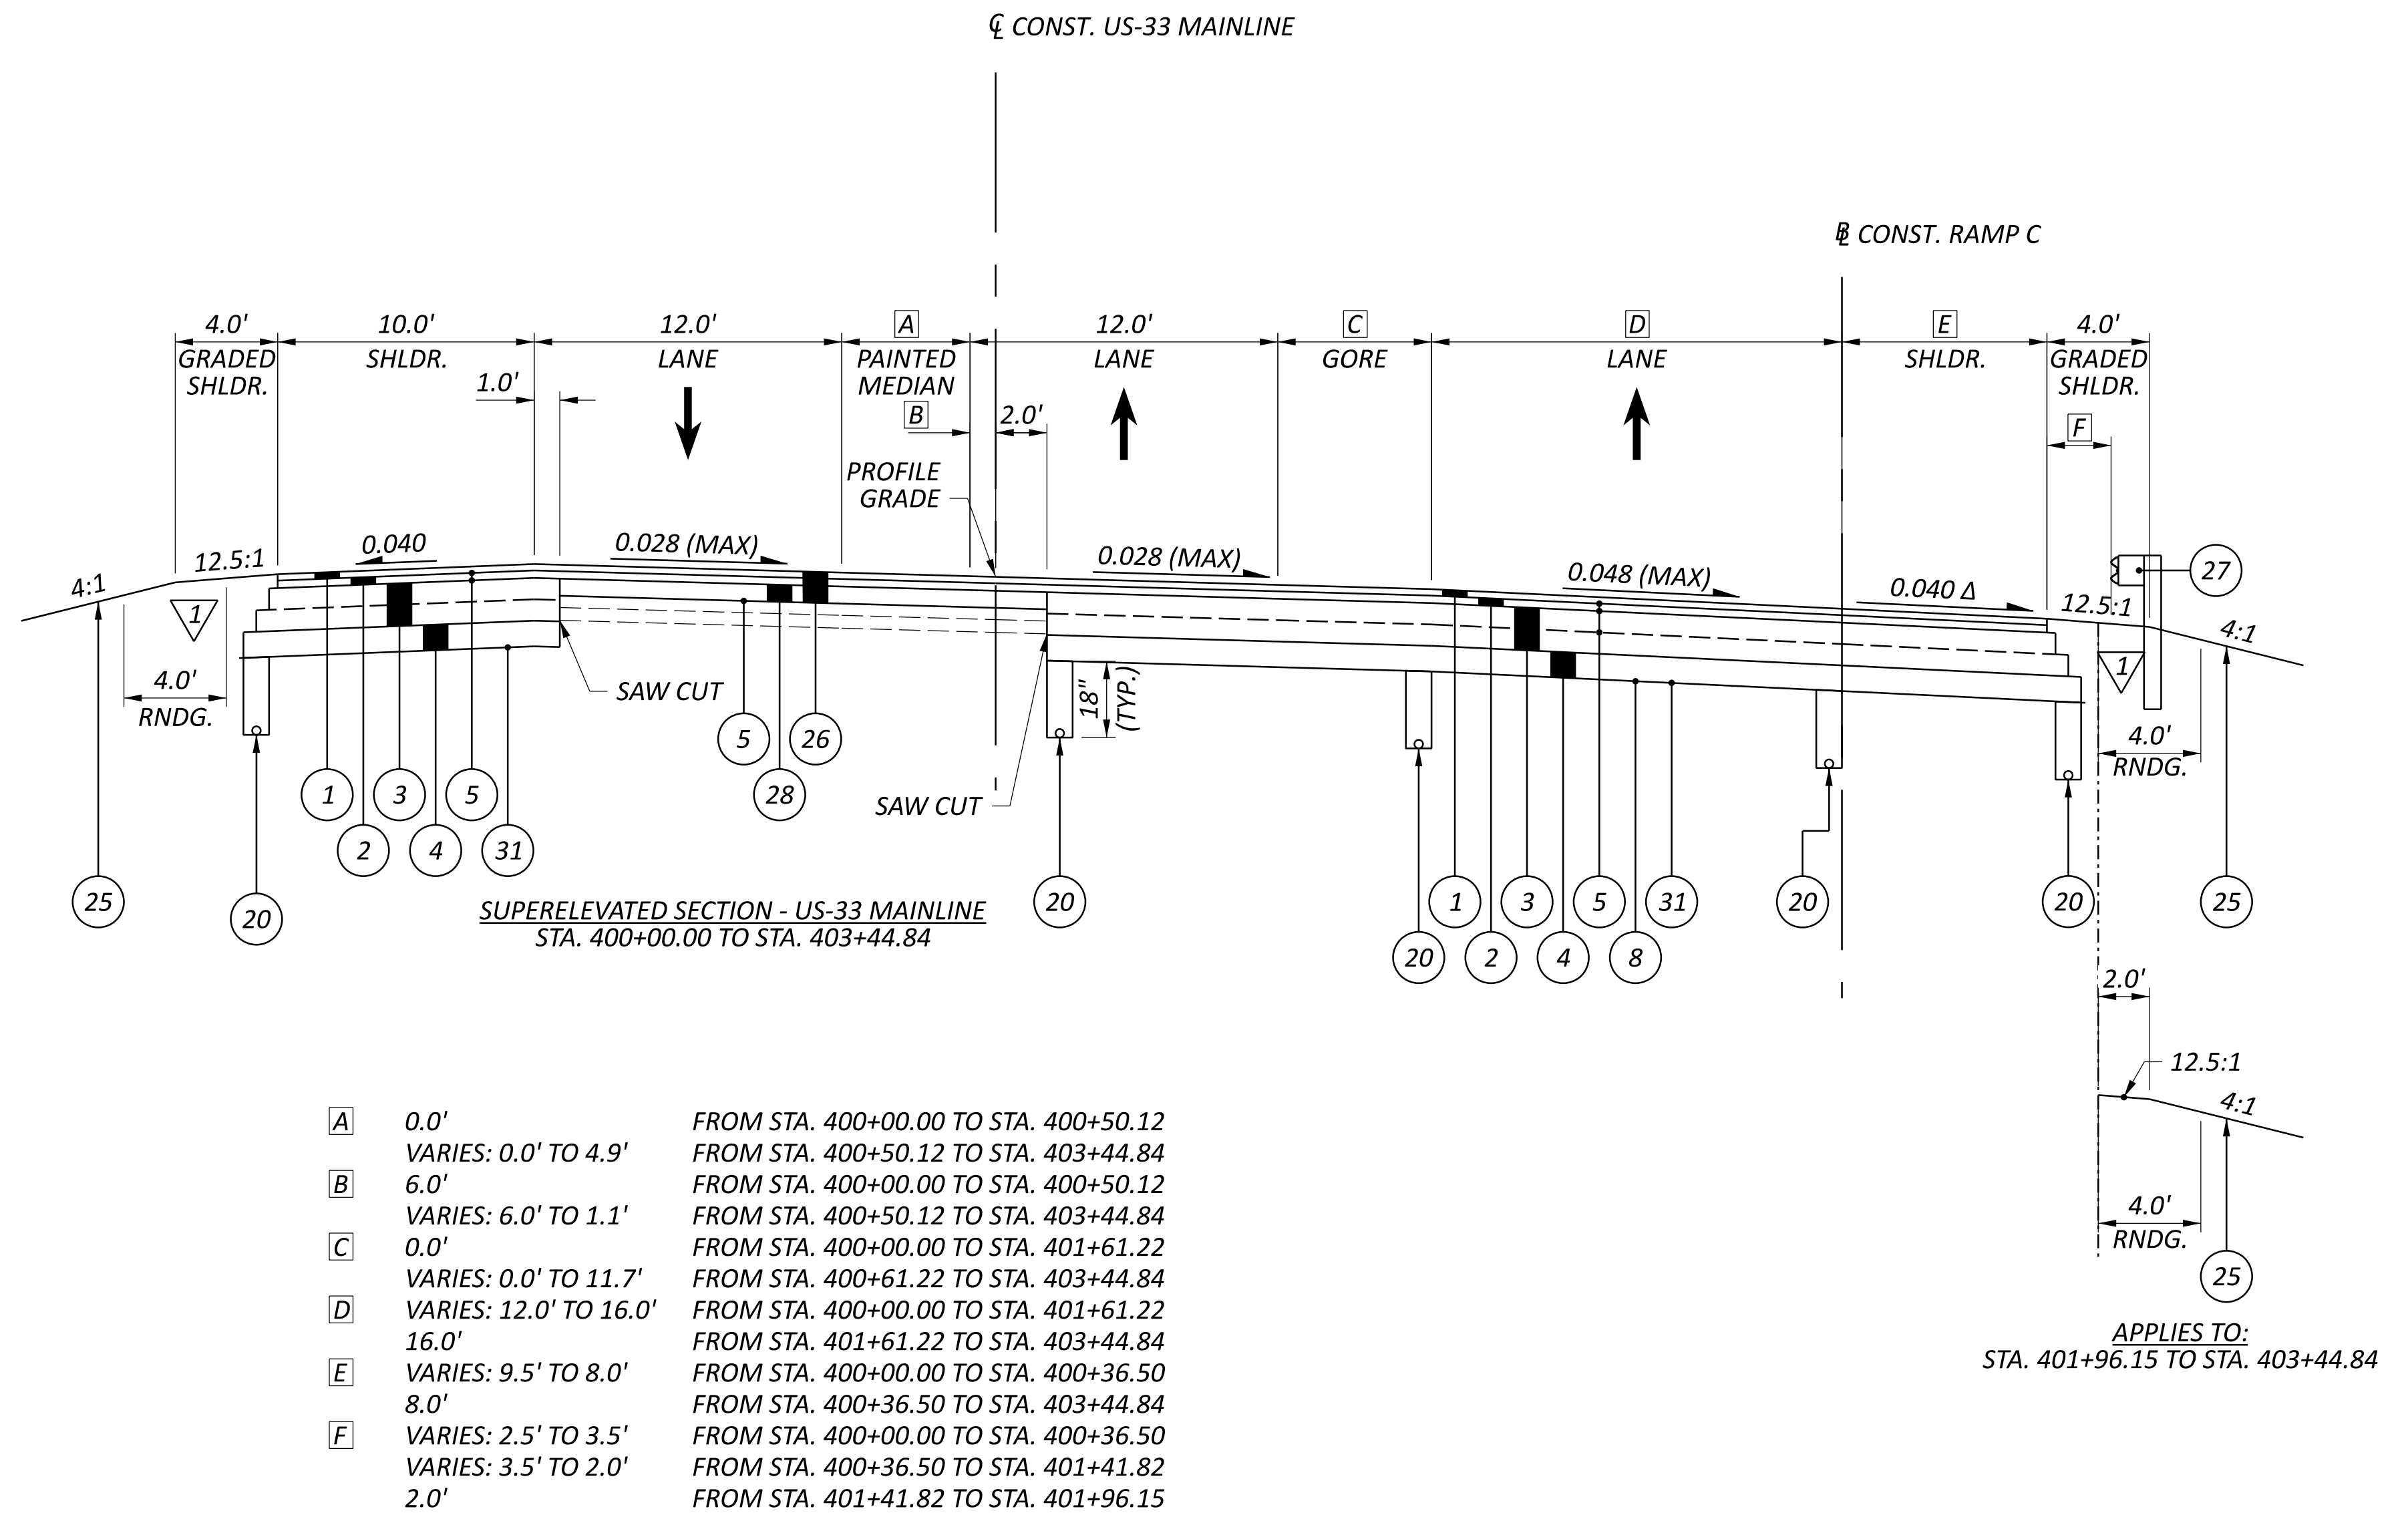 ℄ CONST. US-33 MAINLINE
B̵L CONST. RAMP C
4.0' 10.0' 12.0' A 12.0' C D E 4.0'
GRADED SHLDR. LANE PAINTED LANE GORE LANE SHLDR. GRADED
SHLDR. MEDIAN SHLDR.
1.0' B 2.0' F
PROFILE
GRADE
4:1 12.5:1 0.040 0.028 (MAX) 0.028 (MAX) 0.048 (MAX) 0.040 Δ 12.5:1 4:1
27
1 1
4.0' 4.0'
RNDG. RNDG.
SAW CUT
18"
(TYP.)
5 28 26
SAW CUT
1 3 5
2 4 31
25 20 20 1 3 5 31 20 20 25
20 2 4 8
SUPERELEVATED SECTION - US-33 MAINLINE
STA. 400+00.00 TO STA. 403+44.84
2.0'
12.5:1
4:1
4.0'
RNDG.
25
APPLIES TO:
STA. 401+96.15 TO STA. 403+44.84
A 0.0' FROM STA. 400+00.00 TO STA. 400+50.12
VARIES: 0.0' TO 4.9' FROM STA. 400+50.12 TO STA. 403+44.84
B 6.0' FROM STA. 400+00.00 TO STA. 400+50.12
VARIES: 6.0' TO 1.1' FROM STA. 400+50.12 TO STA. 403+44.84
C 0.0' FROM STA. 400+00.00 TO STA. 401+61.22
VARIES: 0.0' TO 11.7' FROM STA. 400+61.22 TO STA. 403+44.84
D VARIES: 12.0' TO 16.0' FROM STA. 400+00.00 TO STA. 401+61.22
16.0' FROM STA. 401+61.22 TO STA. 403+44.84
E VARIES: 9.5' TO 8.0' FROM STA. 400+00.00 TO STA. 400+36.50
8.0' FROM STA. 400+36.50 TO STA. 403+44.84
F VARIES: 2.5' TO 3.5' FROM STA. 400+00.00 TO STA. 400+36.50
VARIES: 3.5' TO 2.0' FROM STA. 400+36.50 TO STA. 401+41.82
2.0' FROM STA. 401+41.82 TO STA. 401+96.15